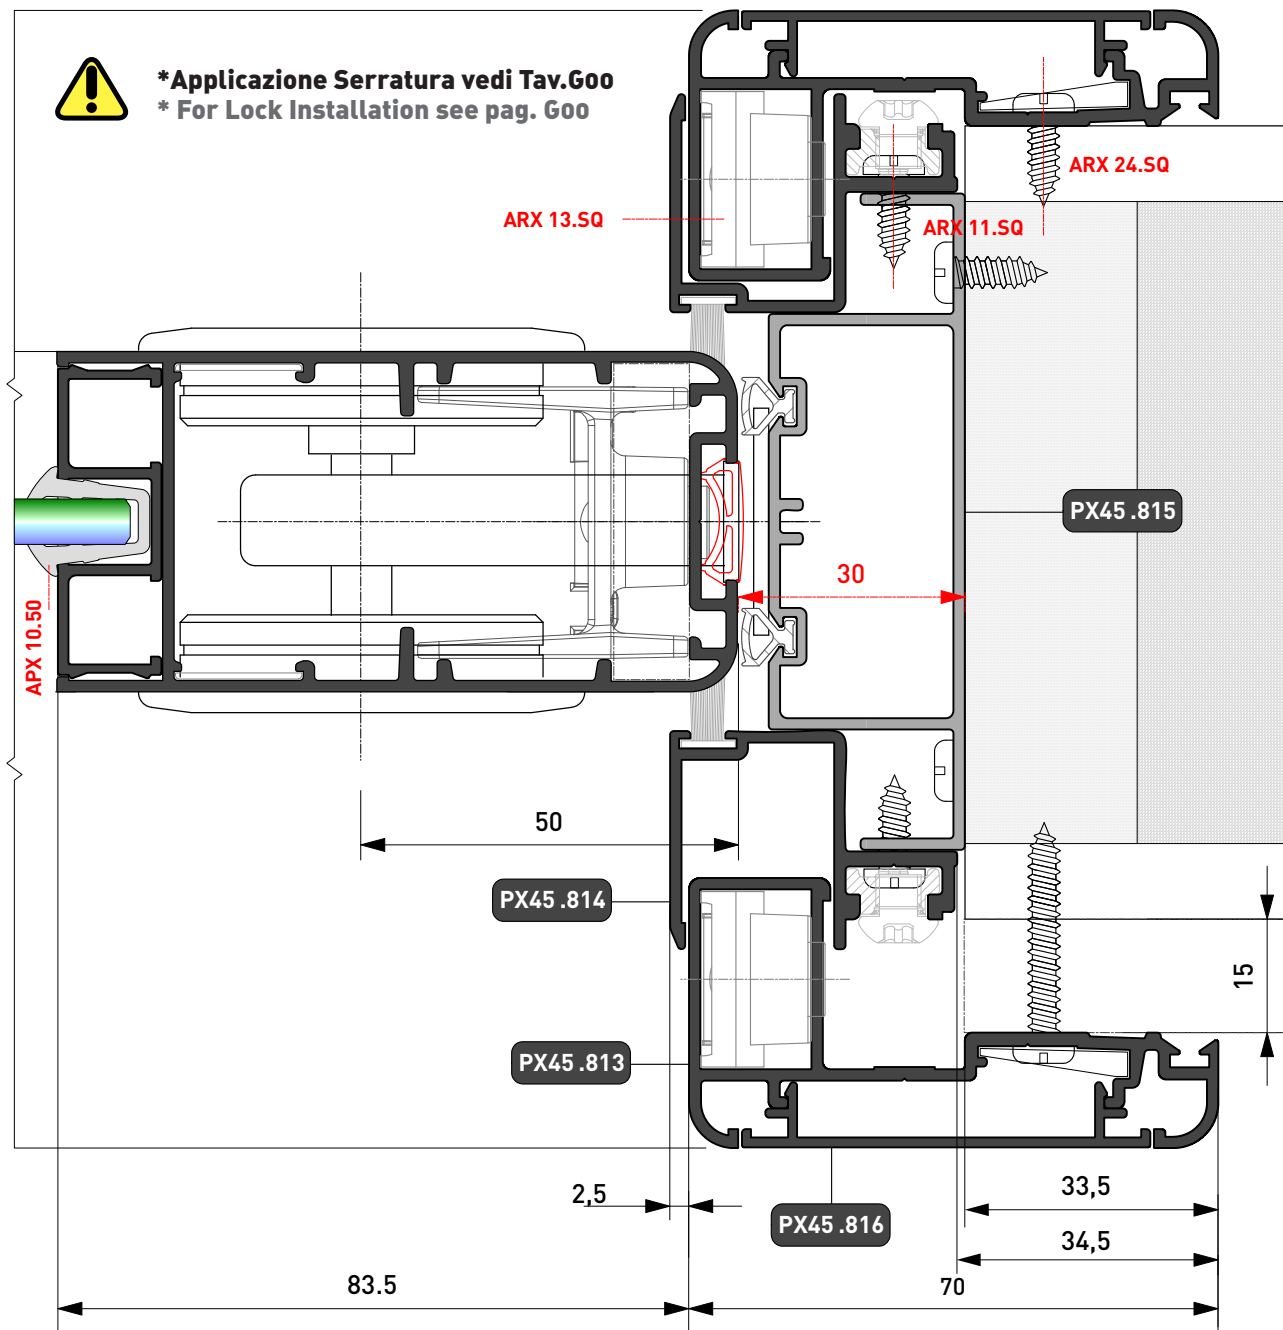 *Applicazione Serratura vedi Tav.G00
* For Lock Installation see pag. G00
ARX 24.SQ
ARX 13.SQ
ARX 11.SQ
PX45.815
30
APX 10.50
50
PX45.814
15
PX45.813
2,5
33,5
PX45.816
34,5
83.5
70